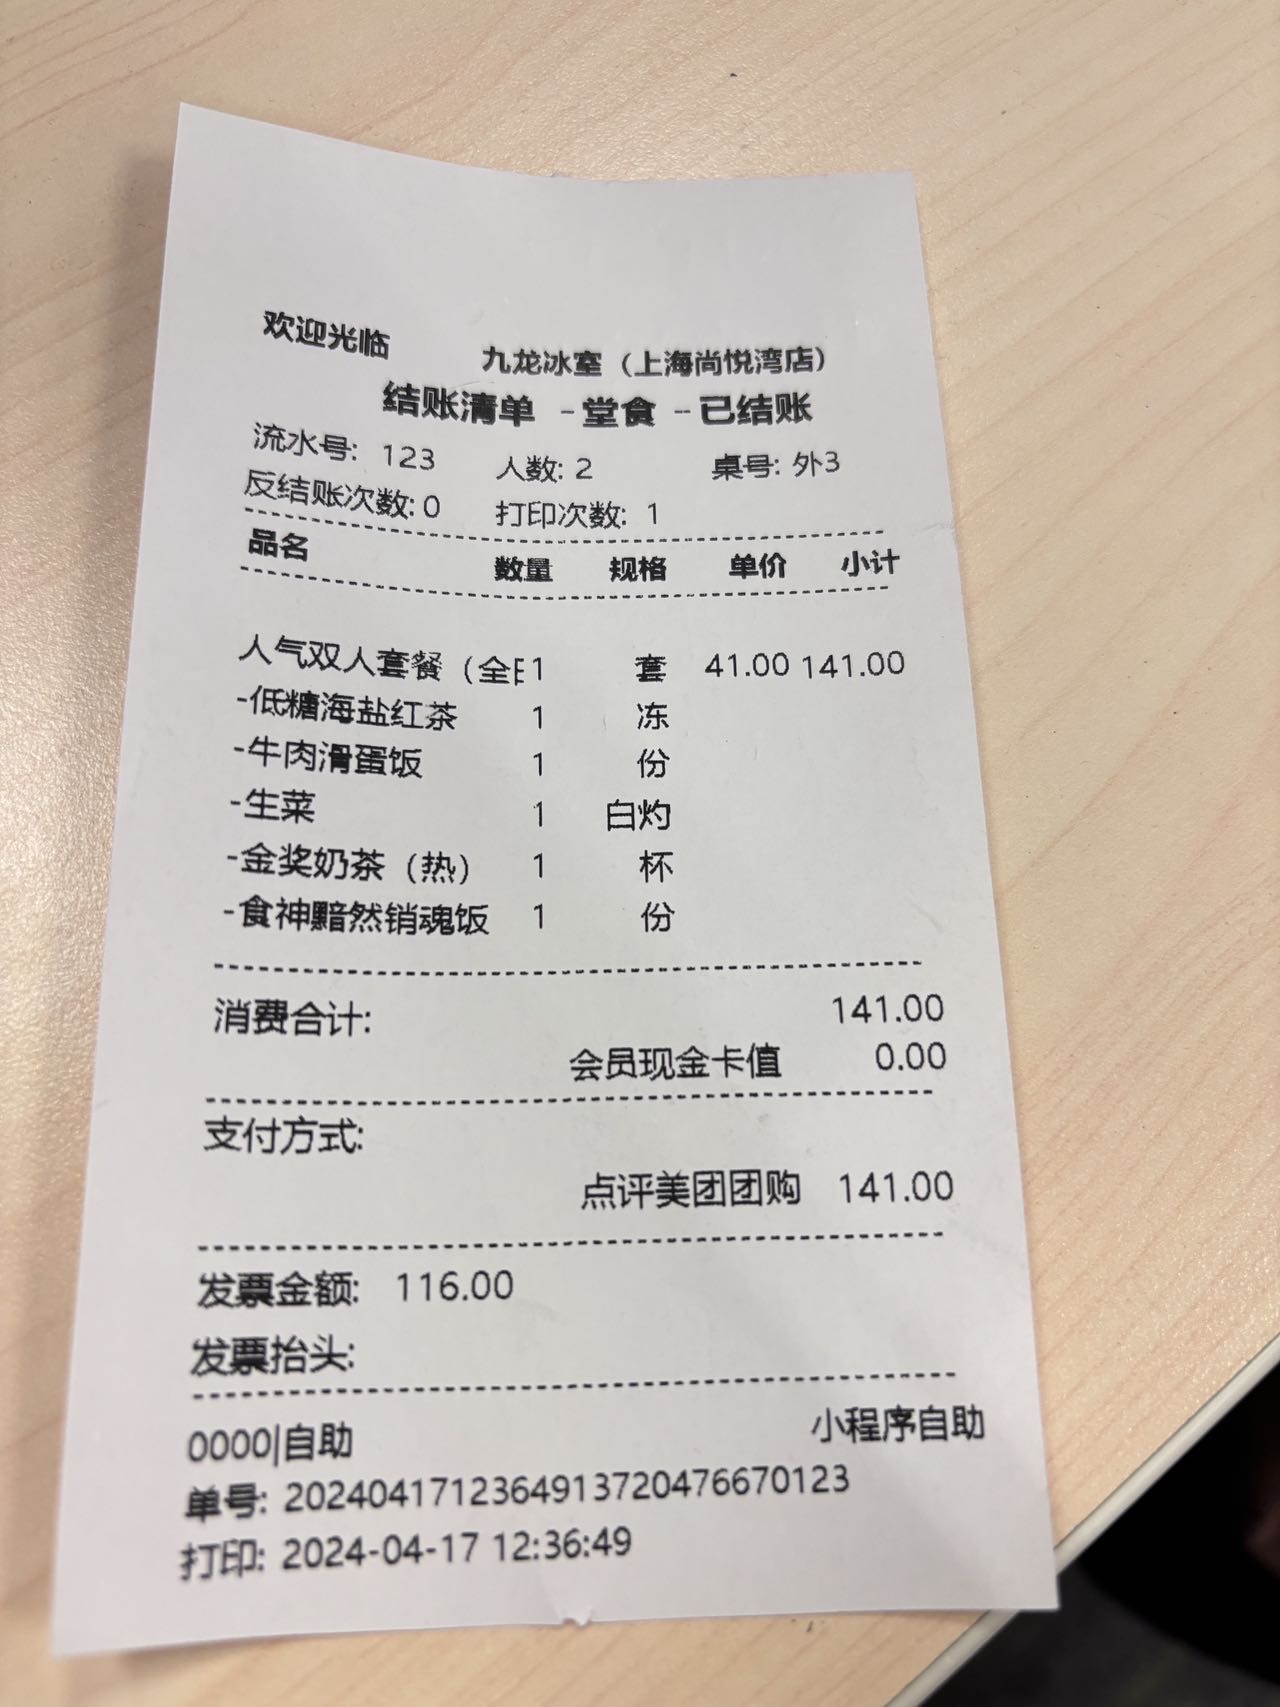 欢迎光临
九龙冰室（上海尚悦湾店）
结账清单 -堂食 --已结账
流水号: 123 人数: 2 桌号: 外3
反结账次数: 0 打印次数: 1
品名 数量 规格 单价 小计
人气双人套餐（全日 1 套 41.00 141.00
-低糖海盐红茶 1 冻
-牛肉滑蛋饭 1 份
-生菜 1 白灼
-金奖奶茶（热） 1 杯
-食神黯然销魂饭 1 份
消费合计: 141.00
会员现金卡值 0.00
支付方式:
点评美团团购 141.00
发票金额: 116.00
发票抬头:
0000|自助 小程序自助
单号: 2024041712364913720476670123
打印: 2024-04-17 12:36:49